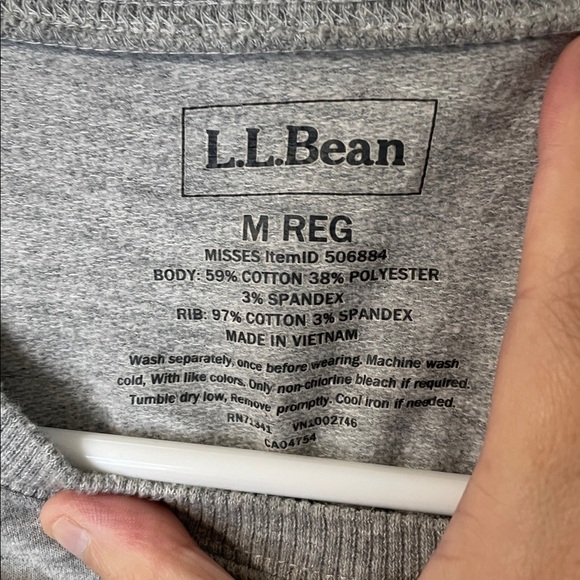 L.L.Bean
M REG
MISSES ItemID 506884
BODY: 59% COTTON 38% POLYESTER
3% SPANDEX
RIB: 97% COTTON 3% SPANDEX
MADE IN VIETNAM
Wash separately, once before wearing. Machine wash
cold, With like colors. Only non-chlorine bleach if required.
Tumble dry low, Remove promptly. Cool iron if needed.
RN71341 VN1002746
CA04754